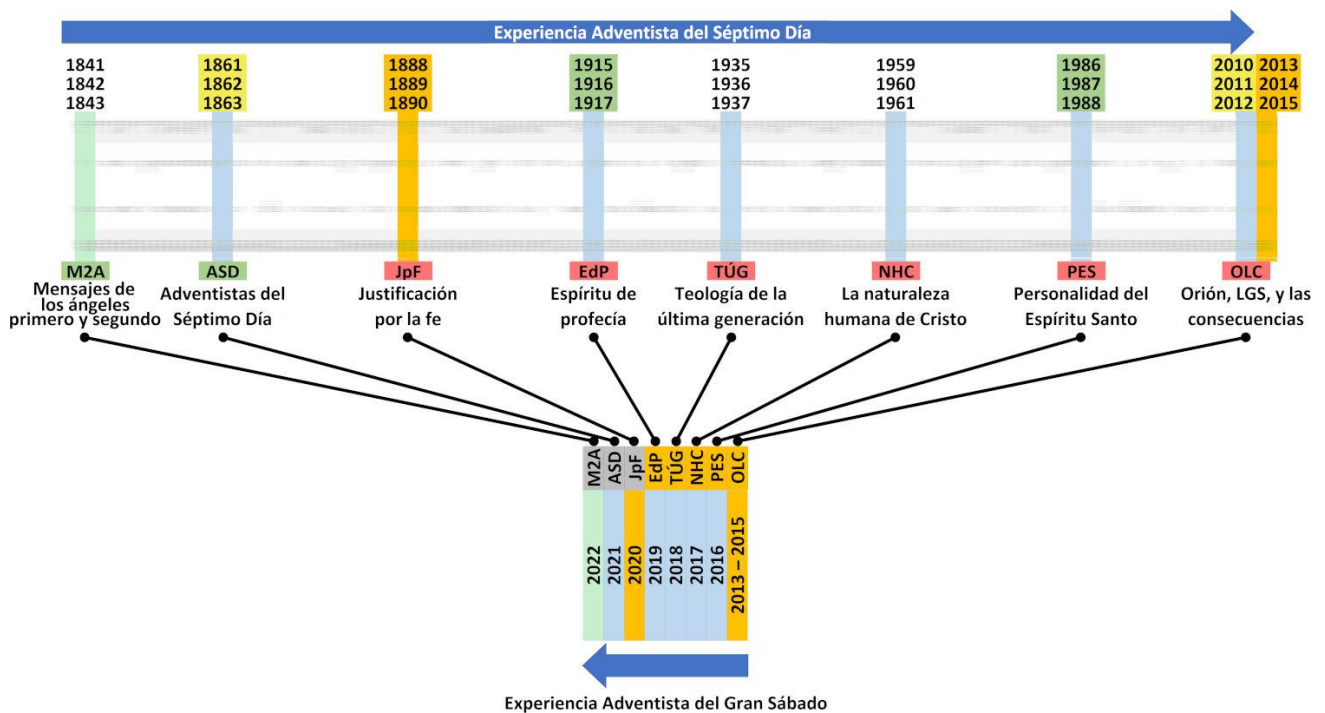 Experiencia Adventista del Séptimo Día
1841 1861 1888 1915 1935 1959 1986 2010 2013
1842 1862 1889 1916 1936 1960 1987 2011 2014
1843 1863 1890 1917 1937 1961 1988 2012 2015
M2A ASD JpF EdP TÚG NHC PES OLC
Mensajes de
los ángeles
primero y segundo
Adventistas del
Séptimo Día
Justificación
por la fe
Espíritu de
profecía
Teología de la
última generación
La naturaleza
humana de Cristo
Personalidad del
Espíritu Santo
Orión, LGS, y las
consecuencias
M2A ASD JpF EdP TÚG NHC PES OLC
2022 2021 2020 2019 2018 2017 2016 2013 – 2015
Experiencia Adventista del Gran Sábado